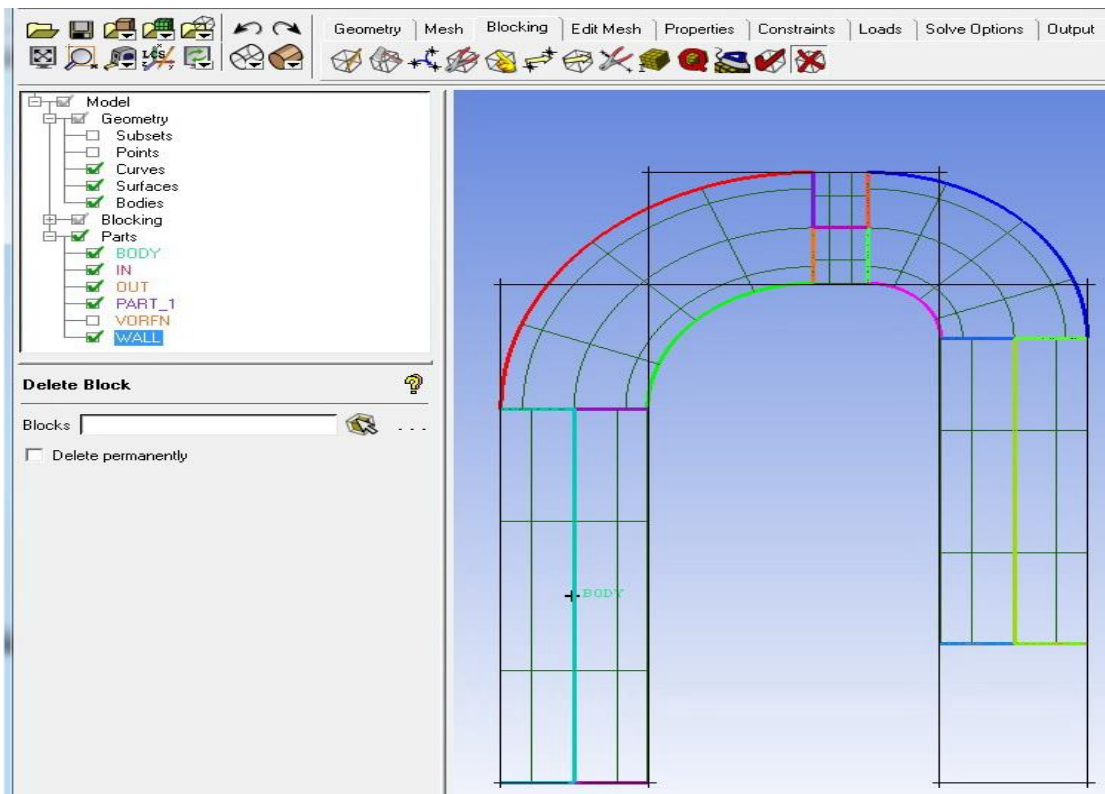 Geometry Mesh Blocking Edit Mesh Properties Constraints Loads Solve Options Output
Model
Geometry
Subsets
Points
Curves
Surfaces
Bodies
Blocking
Parts
BODY
IN
OUT
PART_1
VORFN
WALL
Delete Block
Blocks ...
Delete permanently
BODY